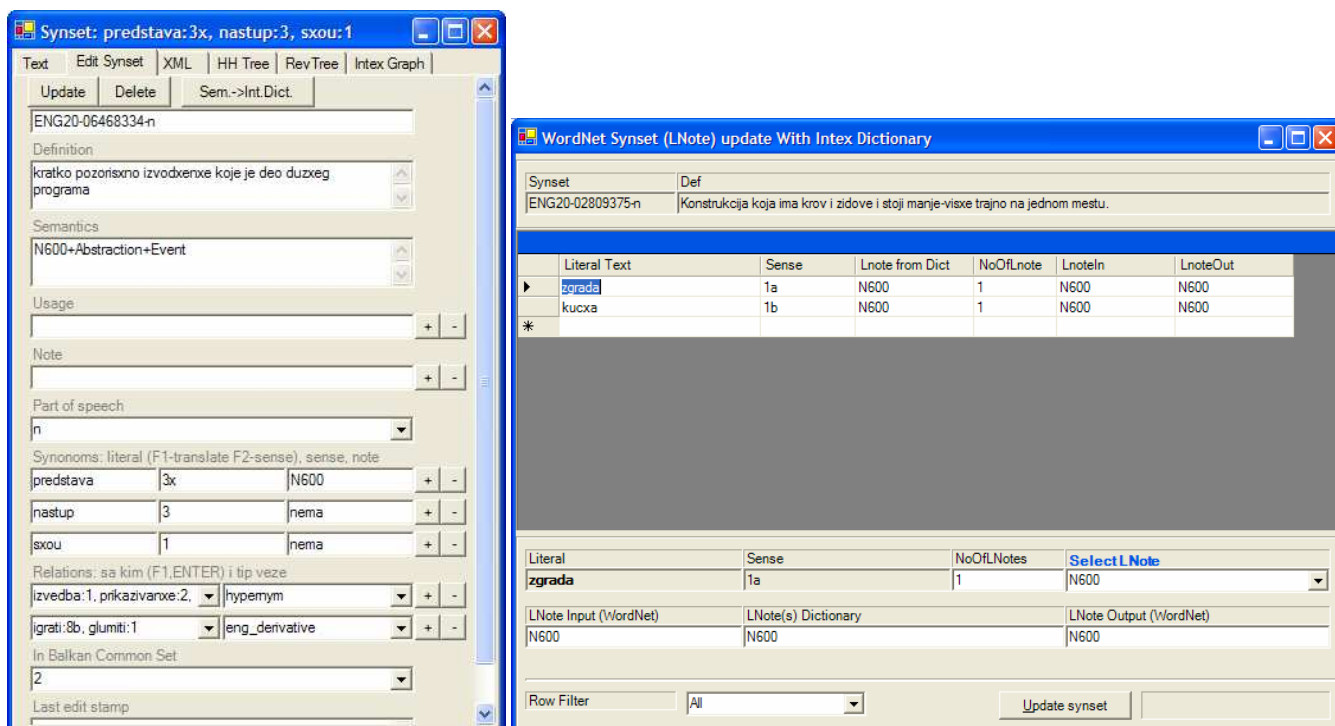 Synset: predstava:3x, nastup:3, sxou:1
Text Edit Synset XML HH Tree RevTree Intex Graph
Update Delete Sem.->Int.Dict.
ENG20-06468334-n
Definition
kratko pozorisxno izvodxenxe koje je deo duzxeg
programa
Semantics
N600+Abstraction+Event
Usage
+ -
Note
+ -
Part of speech
n
Synonoms: literal (F1-translate F2-sense), sense, note
predstava 3x N600 + -
nastup 3 nema + -
sxou 1 nema + -
Relations: sa kim (F1,ENTER) i tip veze
izvedba:1, prikazivanxe:2, hypernym + -
igrati:8b, glumiti:1 eng_derivative + -
In Balkan Common Set
2
Last edit stamp
WordNet Synset (LNote) update With Intex Dictionary
Synset Def
ENG20-02809375-n Konstrukcija koja ima krov i zidove i stoji manje-visxe trajno na jednom mestu.
Literal Text Sense Lnote from Dict NoOfLnote LnoteIn LnoteOut
zgrada 1a N600 1 N600 N600
kucxa 1b N600 1 N600 N600
*
Literal Sense NoOfLNotes Select LNote
zgrada 1a 1 N600
LNote Input (WordNet) LNote(s) Dictionary LNote Output (WordNet)
N600 N600 N600
Row Filter All Update synset